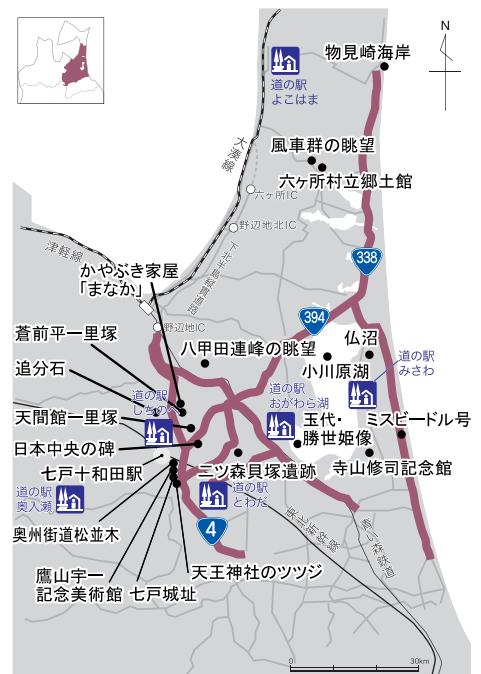 N
物見崎海岸
道の駅
よこはま
大湊線
風車群の眺望
六ヶ所村立郷土館
六ヶ所IC
野辺地北IC
下北半島縦貫道路
338
津軽線
かやぶき家屋
「まなか」
野辺地IC
394
蒼前平一里塚
八甲田連峰の眺望
仏沼
追分石
小川原湖
道の駅
みさわ
道の駅
しちのへ
道の駅
おがわら湖
天間館一里塚
玉代・
勝世姫像
ミスビードル号
日本中央の碑
七戸十和田駅
二ツ森貝塚遺跡
寺山修司記念館
道の駅
奥入瀬
道の駅
とわだ
奥州街道松並木
4
東北新幹線
青い森鉄道
天王神社のツツジ
鷹山宇一
記念美術館
七戸城址
0
30km